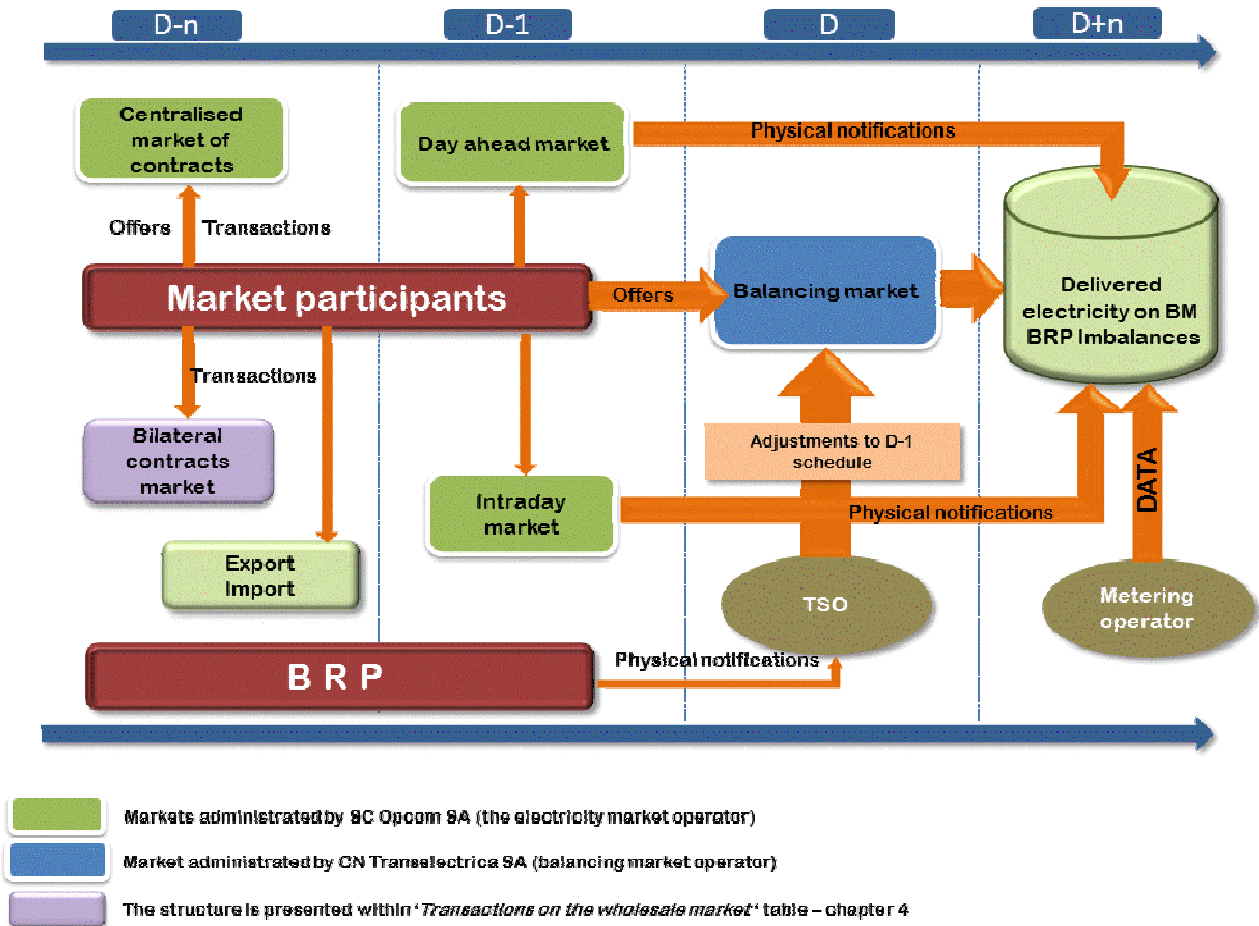 D-n
D-1
D
D+n
Centralised
market of
contracts
Day ahead market
Physical notifications
Offers
Transactions
Market participants
Offers
Balancing market
Delivered
electricity on BM
BRP Imbalances
Transactions
Bilateral
contracts
market
Adjustments to D-1
schedule
DATA
Intraday
market
Physical notifications
Export
Import
TSO
Metering
operator
B R P
Physical notifications
Markets administrated by SC Opcom SA (the electricity market operator)
Market administrated by CN Transelectrica SA (balancing market operator)
The structure is presented within ‘Transactions on the wholesale market‘ table – chapter 4